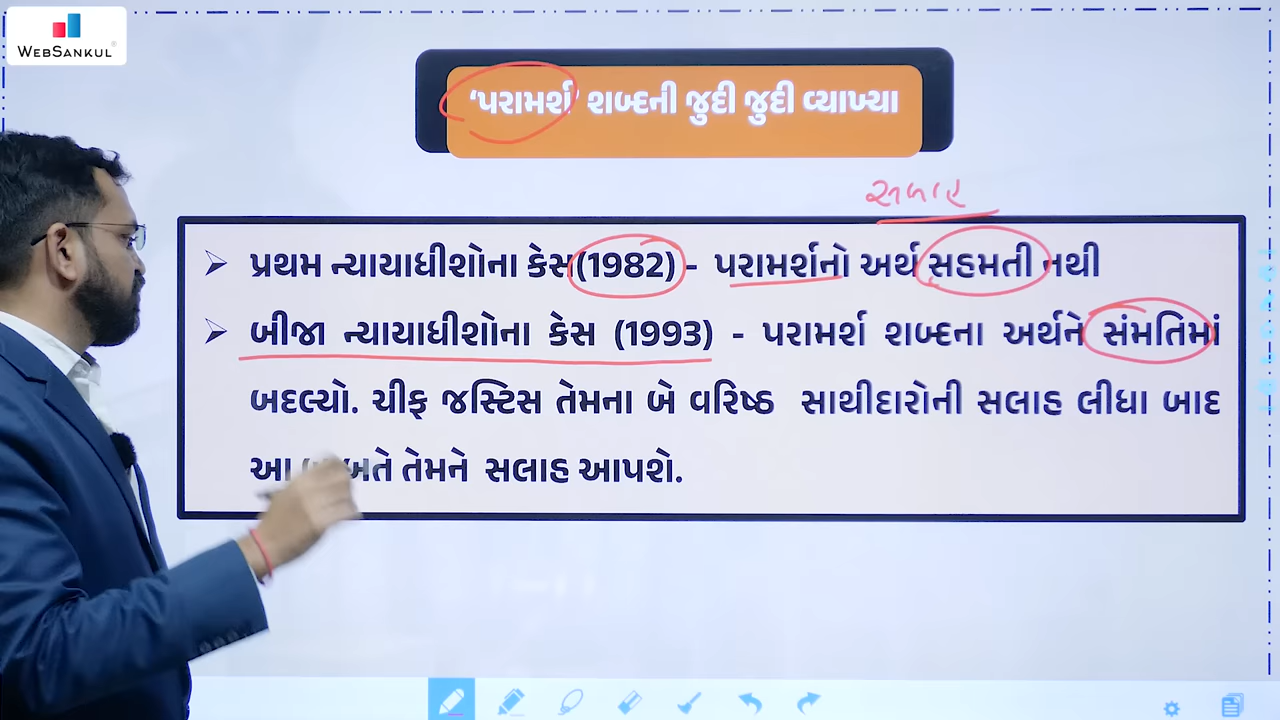 WEBSANKUL
'પરામર્શ' શબ્દની જુદી જુદી વ્યાખ્યા
સલાહ
➢ પ્રથમ ન્યાયાધીશોના કેસ(1982) - પરામર્શનો અર્થ સહમતી નથી
➢ બીજા ન્યાયાધીશોના કેસ (1993) - પરામર્શ શબ્દના અર્થને સંમતિમાં
બદલ્યો. ચીફ જસ્ટિસ તેમના બે વરિષ્ઠ સાથીદારોની સલાહ લીધા બાદ
આ તેમને સલાહ આપશે.